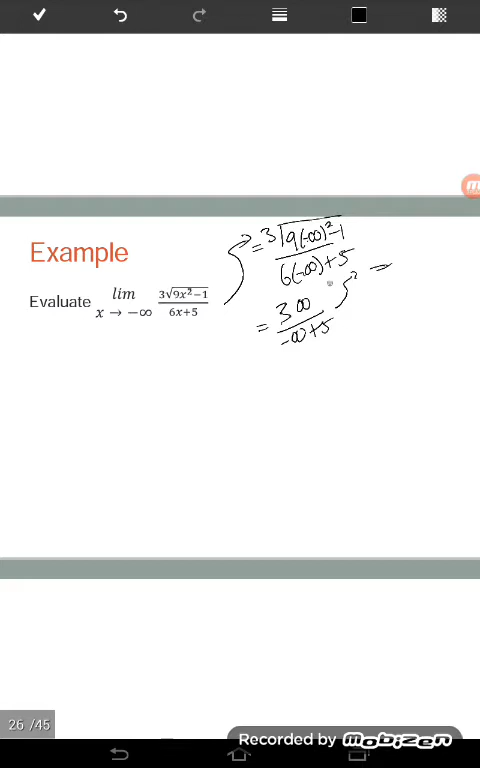 Example
Evaluate lim x → −∞ 3√9x²−1 / 6x+5
= 3√9(-∞)²-1 / 6(-∞)+5
= 3∞ / -∞+5 =
26 /45
Recorded by mobizen